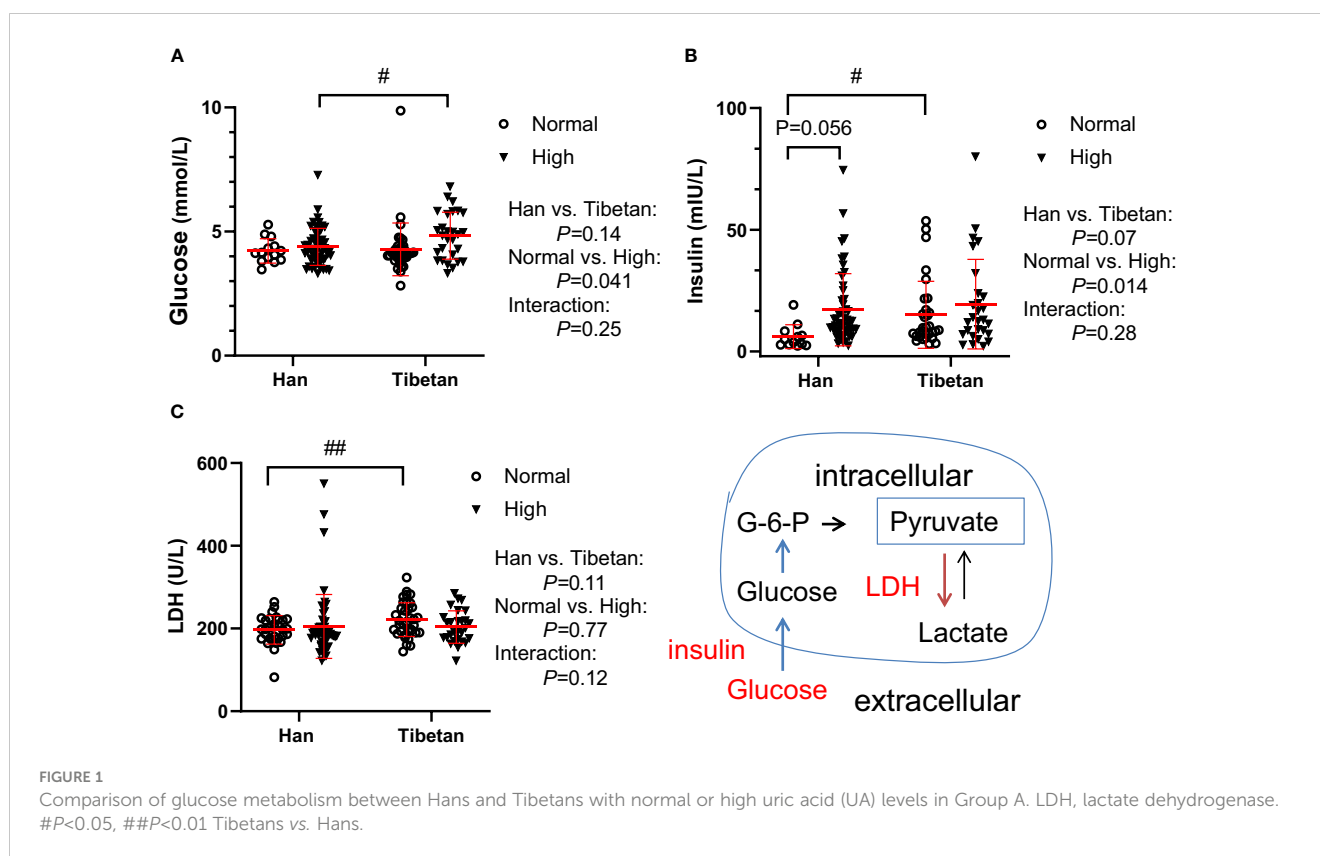 A
#
10
5
0
Glucose (mmol/L)
Han
Tibetan
Normal
High
Han vs. Tibetan:
P=0.14
Normal vs. High:
P=0.041
Interaction:
P=0.25
B
#
P=0.056
100
50
0
Insulin (mIU/L)
Han
Tibetan
Normal
High
Han vs. Tibetan:
P=0.07
Normal vs. High:
P=0.014
Interaction:
P=0.28
C
##
600
400
200
0
LDH (U/L)
Han
Tibetan
Normal
High
Han vs. Tibetan:
P=0.11
Normal vs. High:
P=0.77
Interaction:
P=0.12
intracellular
G-6-P
Pyruvate
Glucose
LDH
Lactate
insulin
Glucose
extracellular
FIGURE 1
Comparison of glucose metabolism between Hans and Tibetans with normal or high uric acid (UA) levels in Group A. LDH, lactate dehydrogenase.
#P<0.05, ##P<0.01 Tibetans vs. Hans.